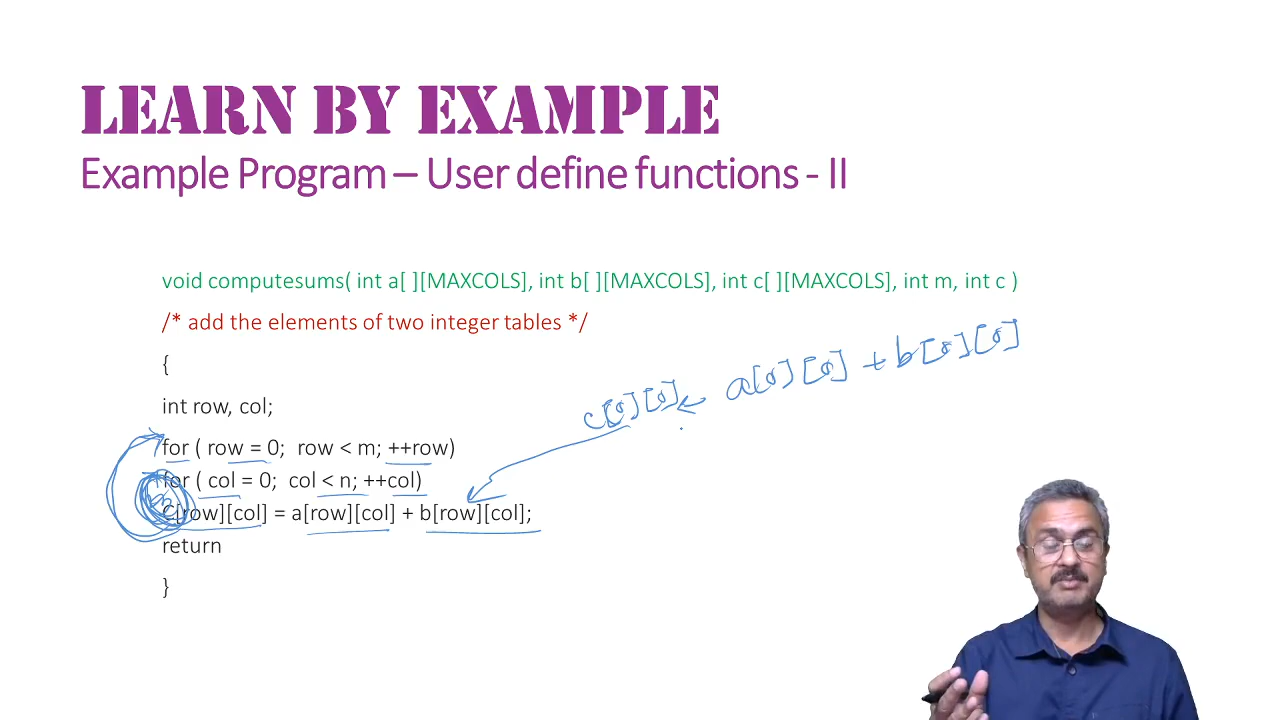 LEARN BY EXAMPLE
Example Program – User define functions - II
void computesums( int a[ ][MAXCOLS], int b[ ][MAXCOLS], int c[ ][MAXCOLS], int m, int c )
/* add the elements of two integer tables */
{
int row, col;
c[0][0] ← a[0][0] + b[0][0]
for ( row = 0; row < m; ++row)
for ( col = 0; col < n; ++col)
c[row][col] = a[row][col] + b[row][col];
return
}